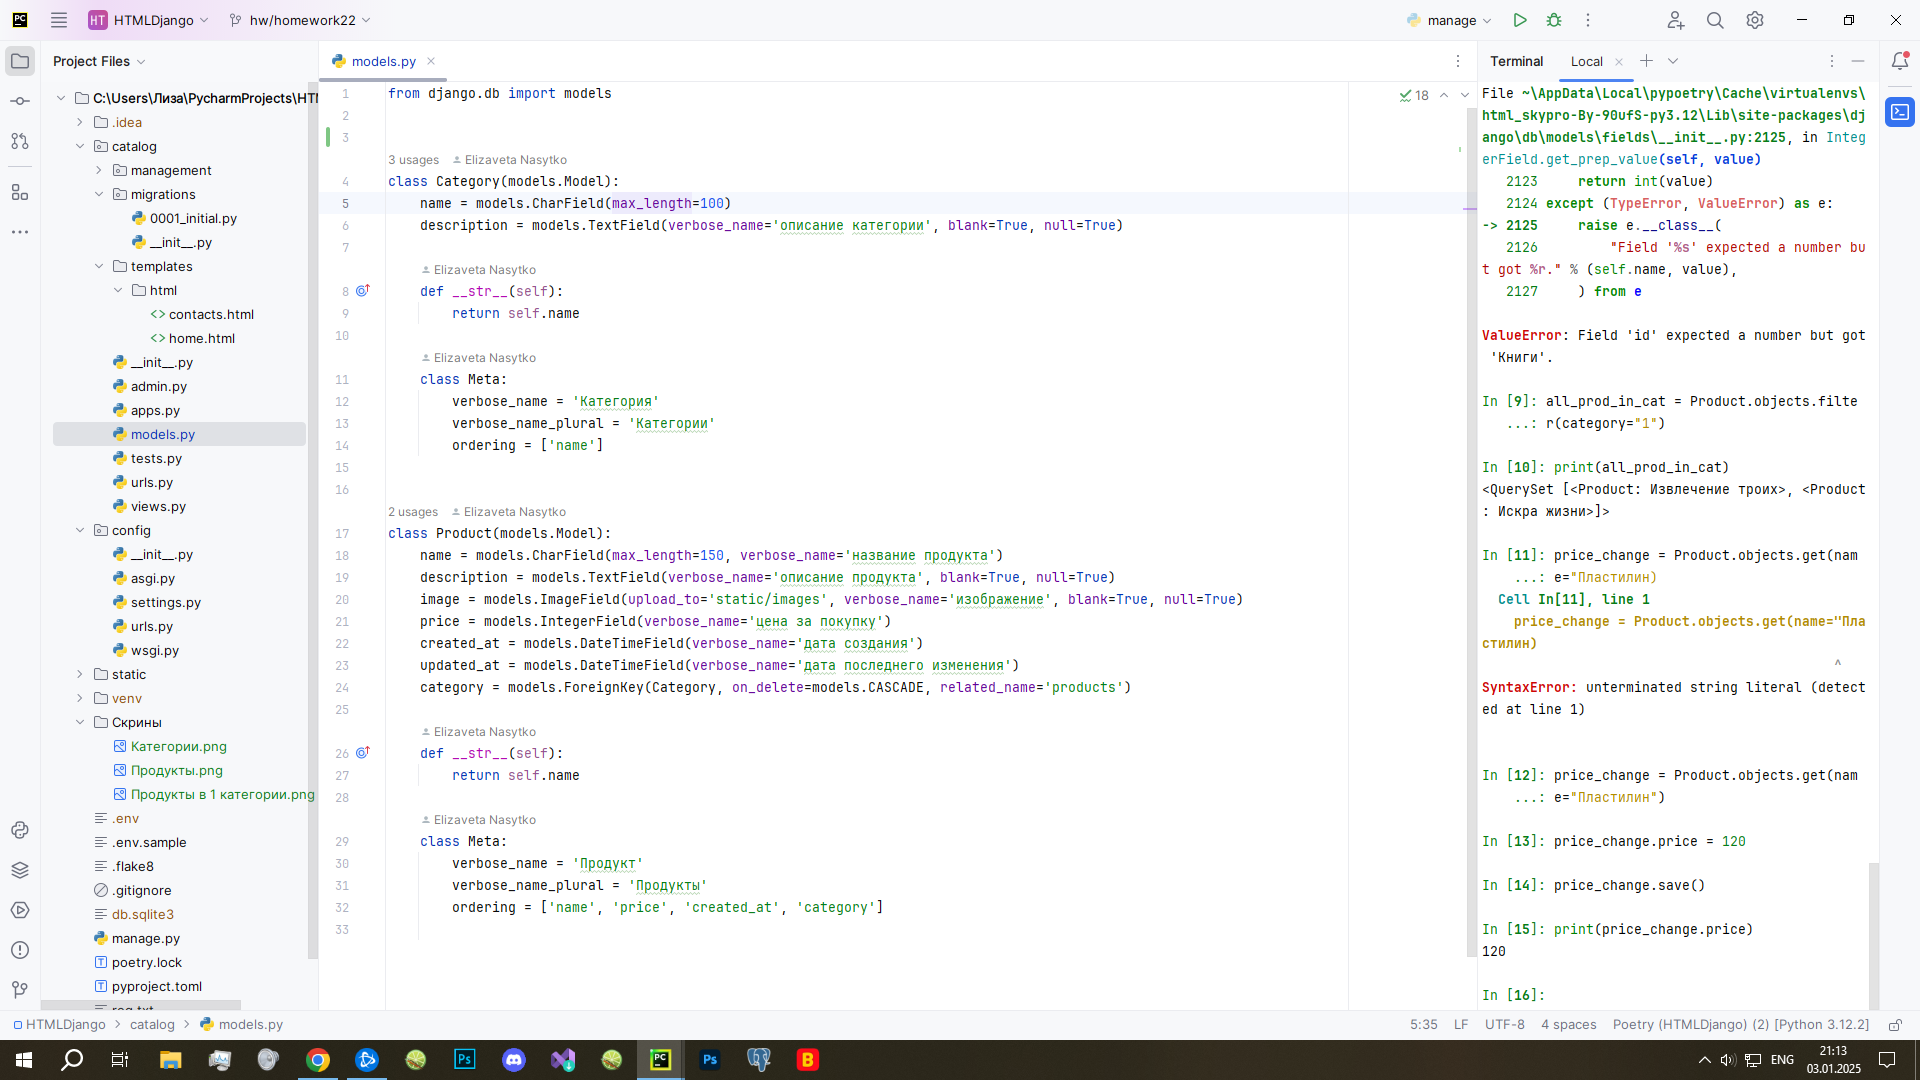 PC
HT HTMLDjango
hw/homework22
manage
Project Files
C:\Users\Лиза\PycharmProjects\HTM
.idea
catalog
management
migrations
0001_initial.py
__init__.py
templates
html
<> contacts.html
<> home.html
__init__.py
admin.py
apps.py
models.py
tests.py
urls.py
views.py
config
__init__.py
asgi.py
settings.py
urls.py
wsgi.py
static
venv
Скрины
Категории.png
Продукты.png
Продукты в 1 категории.png
.env
.env.sample
.flake8
.gitignore
db.sqlite3
manage.py
poetry.lock
pyproject.toml
req.txt
models.py
18
1 from django.db import models
2
3
3 usages Elizaveta Nasytko
4 class Category(models.Model):
5 name = models.CharField(max_length=100)
6 description = models.TextField(verbose_name='описание категории', blank=True, null=True)
7
Elizaveta Nasytko
8 def __str__(self):
9 return self.name
10
Elizaveta Nasytko
11 class Meta:
12 verbose_name = 'Категория'
13 verbose_name_plural = 'Категории'
14 ordering = ['name']
15
16
2 usages Elizaveta Nasytko
17 class Product(models.Model):
18 name = models.CharField(max_length=150, verbose_name='название продукта')
19 description = models.TextField(verbose_name='описание продукта', blank=True, null=True)
20 image = models.ImageField(upload_to='static/images', verbose_name='изображение', blank=True, null=True)
21 price = models.IntegerField(verbose_name='цена за покупку')
22 created_at = models.DateTimeField(verbose_name='дата создания')
23 updated_at = models.DateTimeField(verbose_name='дата последнего изменения')
24 category = models.ForeignKey(Category, on_delete=models.CASCADE, related_name='products')
25
Elizaveta Nasytko
26 def __str__(self):
27 return self.name
28
Elizaveta Nasytko
29 class Meta:
30 verbose_name = 'Продукт'
31 verbose_name_plural = 'Продукты'
32 ordering = ['name', 'price', 'created_at', 'category']
33
Terminal Local
File ~\AppData\Local\pypoetry\Cache\virtualenvs\
html_skypro-By-90ufS-py3.12\Lib\site-packages\dj
ango\db\models\fields\__init__.py:2125, in Integ
erField.get_prep_value(self, value)
2123 return int(value)
2124 except (TypeError, ValueError) as e:
-> 2125 raise e.__class__(
2126 "Field '%s' expected a number bu
t got %r." % (self.name, value),
2127 ) from e
ValueError: Field 'id' expected a number but got
'Книги'.
In [9]: all_prod_in_cat = Product.objects.filte
...: r(category="1")
In [10]: print(all_prod_in_cat)
<QuerySet [<Product: Извлечение троих>, <Product
: Искра жизни>]>
In [11]: price_change = Product.objects.get(nam
...: e="Пластилин)
Cell In[11], line 1
price_change = Product.objects.get(name="Пла
стилин)
^
SyntaxError: unterminated string literal (detect
ed at line 1)
In [12]: price_change = Product.objects.get(nam
...: e="Пластилин")
In [13]: price_change.price = 120
In [14]: price_change.save()
In [15]: print(price_change.price)
120
In [16]:
HTMLDjango > catalog > models.py
5:35 LF UTF-8 4 spaces Poetry (HTMLDjango) (2) [Python 3.12.2]
Ps
PC
Ps
B
ENG
21:13
03.01.2025